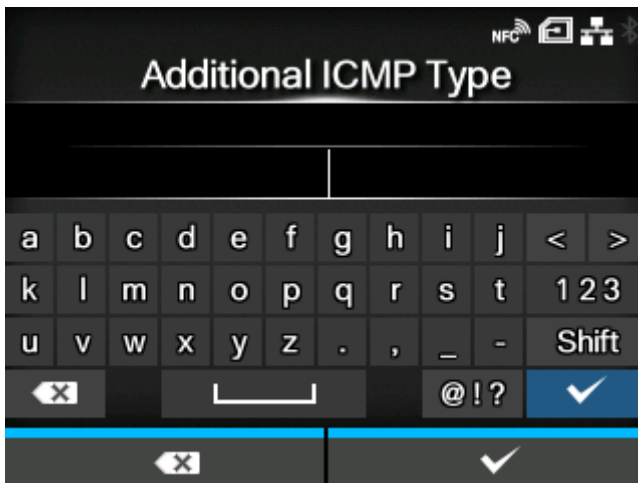 NFC
Additional ICMP Type
a b c d e f g h i j < >
k l m n o p q r s t 123
u v w x y z . , _ - Shift
@!?